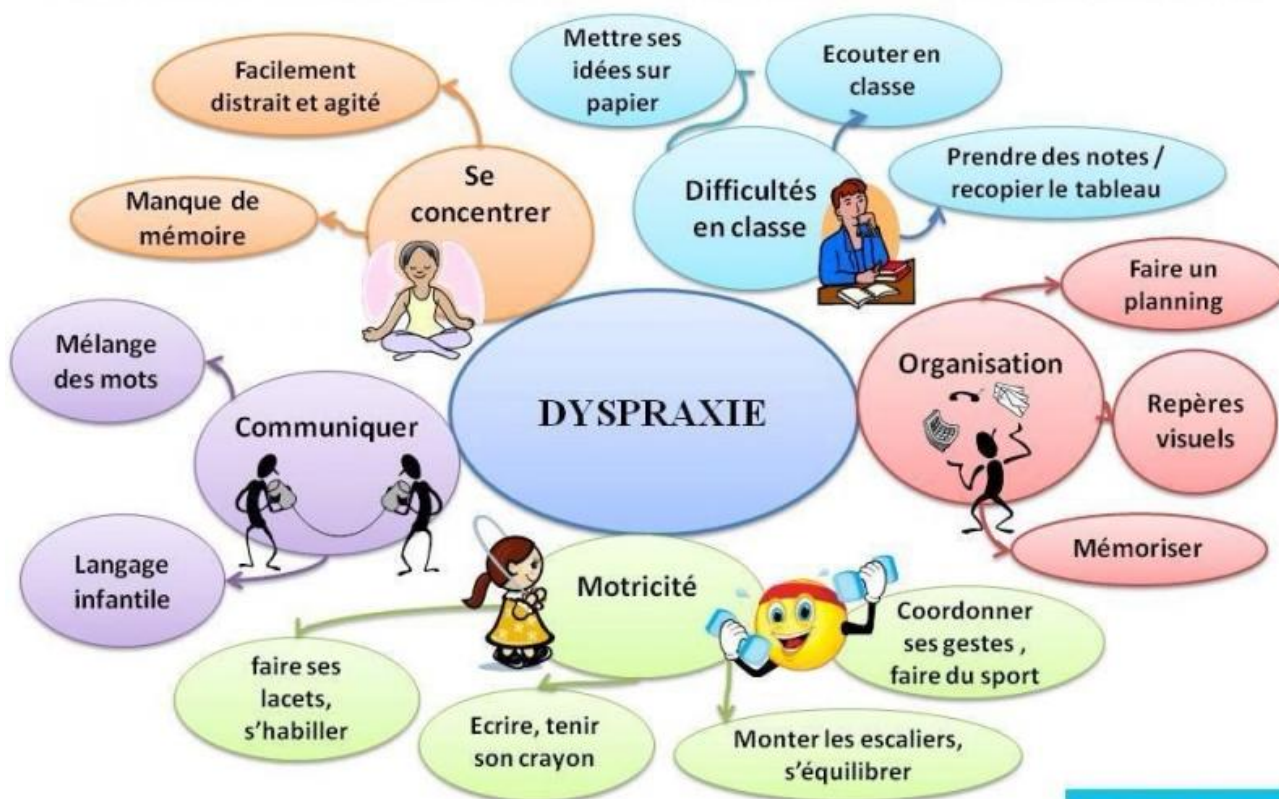 DYSPRAXIE
Se
concentrer
Facilement
distrait et agité
Manque de
mémoire
Difficultés
en classe
Mettre ses
idées sur
papier
Ecouter en
classe
Prendre des notes /
recopier le tableau
Organisation
Faire un
planning
Repères
visuels
Mémoriser
Communiquer
Mélange
des mots
Langage
infantile
Motricité
faire ses
lacets,
s'habiller
Ecrire, tenir
son crayon
Monter les escaliers,
s'équilibrer
Coordonner
ses gestes ,
faire du sport